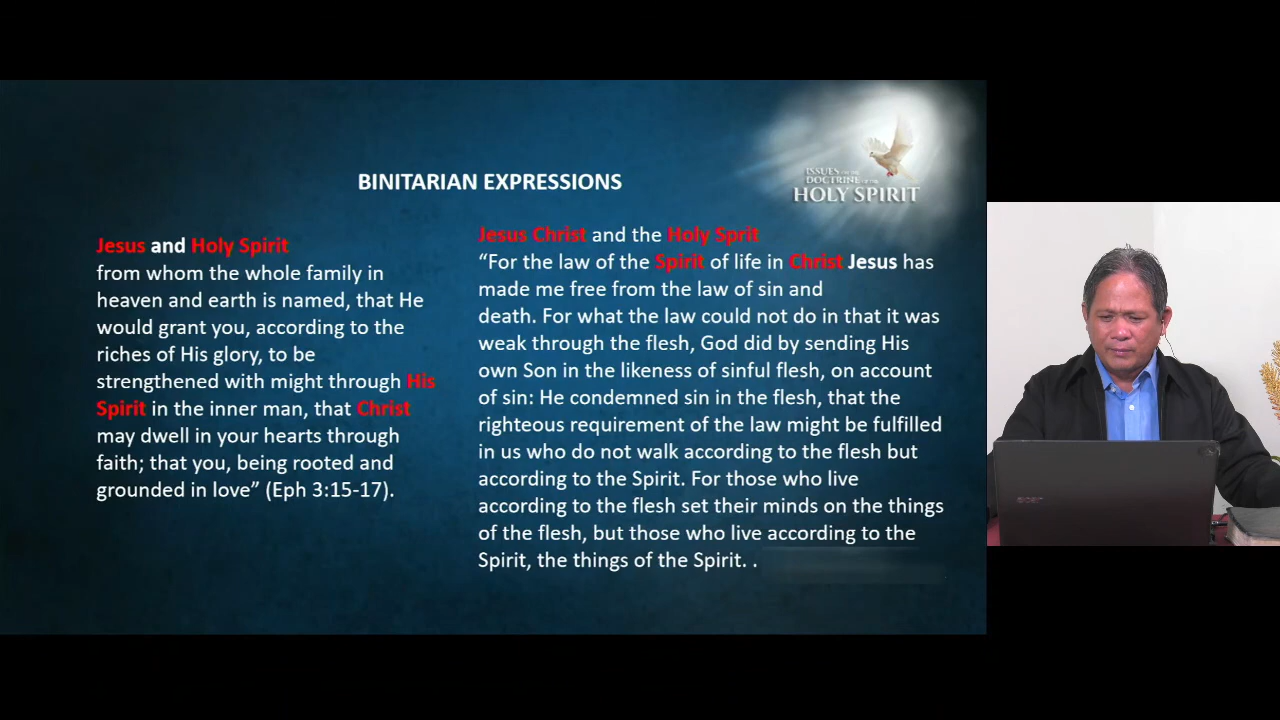 BINITARIAN EXPRESSIONS
ISSUES ON THE
DOCTRINE OF THE
HOLY SPIRIT
Jesus and Holy Spirit
from whom the whole family in
heaven and earth is named, that He
would grant you, according to the
riches of His glory, to be
strengthened with might through His
Spirit in the inner man, that Christ
may dwell in your hearts through
faith; that you, being rooted and
grounded in love” (Eph 3:15-17).
Jesus Christ and the Holy Sprit
“For the law of the Spirit of life in Christ Jesus has
made me free from the law of sin and
death. For what the law could not do in that it was
weak through the flesh, God did by sending His
own Son in the likeness of sinful flesh, on account
of sin: He condemned sin in the flesh, that the
righteous requirement of the law might be fulfilled
in us who do not walk according to the flesh but
according to the Spirit. For those who live
according to the flesh set their minds on the things
of the flesh, but those who live according to the
Spirit, the things of the Spirit. .